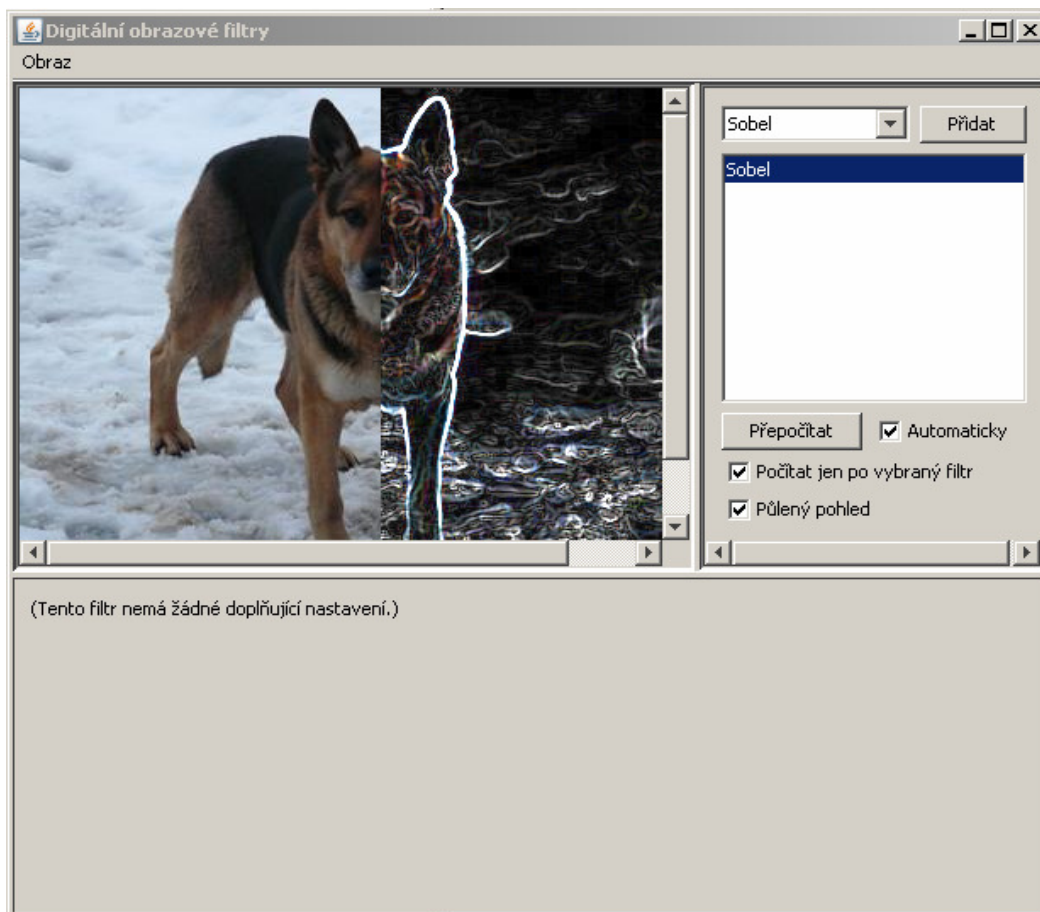 Digitální obrazové filtry
Obraz
Sobel
Přidat
Sobel
Přepočítat
Automaticky
Počítat jen po vybraný filtr
Půlený pohled
(Tento filtr nemá žádné doplňující nastavení.)